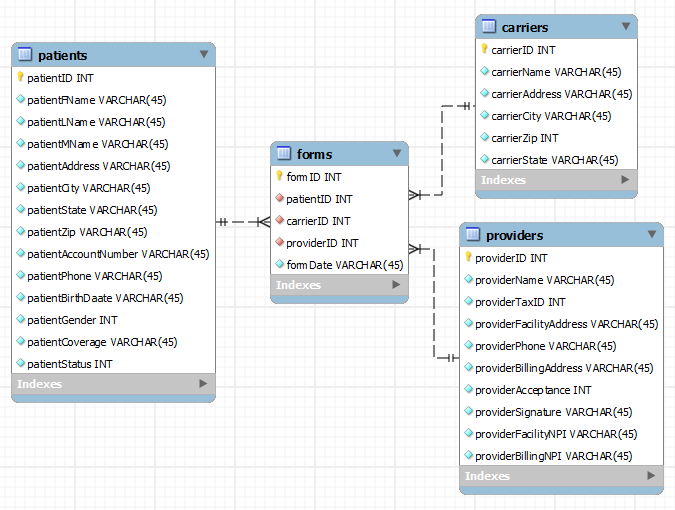 patients
patientID INT
patientFName VARCHAR(45)
patientLName VARCHAR(45)
patientMName VARCHAR(45)
patientAddress VARCHAR(45)
patientCity VARCHAR(45)
patientState VARCHAR(45)
patientZip VARCHAR(45)
patientAccountNumber VARCHAR(45)
patientPhone VARCHAR(45)
patientBirthDaate VARCHAR(45)
patientGender INT
patientCoverage VARCHAR(45)
patientStatus INT
Indexes
forms
formID INT
patientID INT
carrierID INT
providerID INT
formDate VARCHAR(45)
Indexes
carriers
carrierID INT
carrierName VARCHAR(45)
carrierAddress VARCHAR(45)
carrierCity VARCHAR(45)
carrierZip INT
carrierState VARCHAR(45)
Indexes
providers
providerID INT
providerName VARCHAR(45)
providerTaxID INT
providerFacilityAddress VARCHAR(45)
providerPhone VARCHAR(45)
providerBillingAddress VARCHAR(45)
providerAcceptance INT
providerSignature VARCHAR(45)
providerFacilityNPI VARCHAR(45)
providerBillingNPI VARCHAR(45)
Indexes